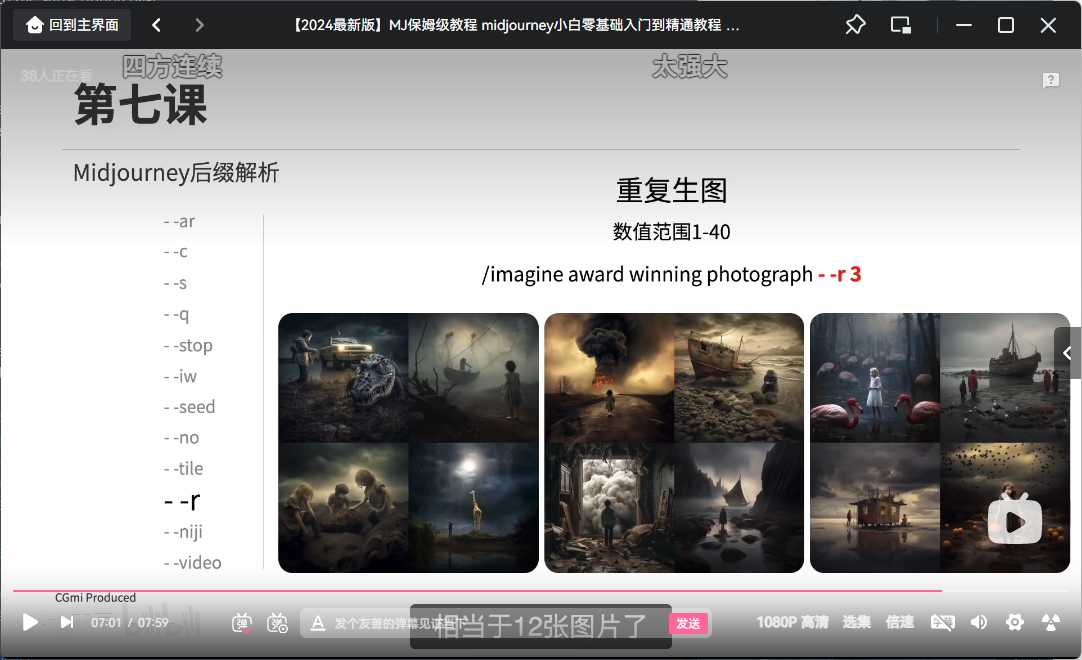 回到主界面
【2024最新版】MJ保姆级教程 midjourney小白零基础入门到精通教程 ...
38人正在看
四方连续
太强大
第七课
Midjourney后缀解析
- -ar
- -c
- -s
- -q
- -stop
- -iw
- -seed
- -no
- -tile
- -r
- -niji
- -video
重复生图
数值范围1-40
/imagine award winning photograph - -r 3
CGmi Produced
07:01 / 07:59
弹
弹
发个友善的弹幕见证当下
相当于12张图片了
发送
1080P 高清
选集
倍速